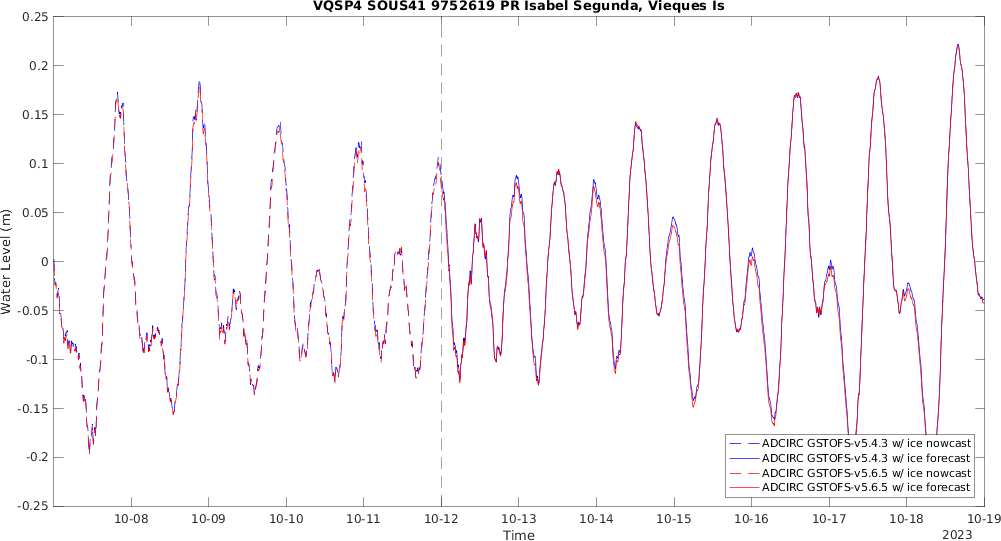 VQSP4 SOUS41 9752619 PR Isabel Segunda, Vieques Is
0.25
0.2
0.15
0.1
0.05
0
-0.05
-0.1
-0.15
-0.2
-0.25
Water Level (m)
ADCIRC GSTOFS-v5.4.3 w/ ice nowcast
ADCIRC GSTOFS-v5.4.3 w/ ice forecast
ADCIRC GSTOFS-v5.6.5 w/ ice nowcast
ADCIRC GSTOFS-v5.6.5 w/ ice forecast
10-08 10-09 10-10 10-11 10-12 10-13 10-14 10-15 10-16 10-17 10-18 10-19
Time
2023